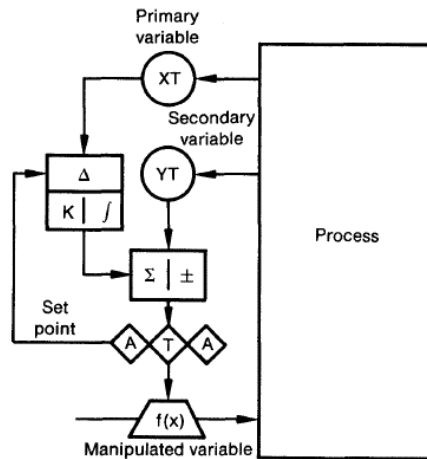 Primary
variable
XT
Secondary
variable
Δ
YT
K | ∫
Process
Σ | ±
Set
point
A T A
f(x)
Manipulated variable